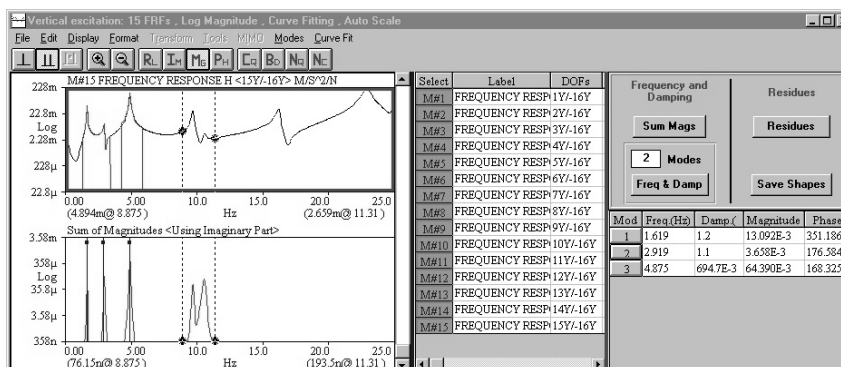 Vertical excitation: 15 FRFs , Log Magnitude , Curve Fitting , Auto Scale
File Edit Display Format Transform Tools MIMO Modes Curve Fit
RL IM MG PH CQ BD NQ NC
M#15 FREQUENCY RESPONSE H <15Y/-16Y> M/S^2/N
228m
22.8m
Log
2.28m
228µ
22.8µ
0.00 5.00 10.0 15.0 20.0 25.0
(4.894m@ 8.875) Hz (2.659m@ 11.31)
Sum of Magnitudes <Using Imaginary Part>
3.58m
Log
35.8µ
3.58µ
358n
0.00 5.00 10.0 15.0 20.0 25.0
(76.15n@ 8.875) Hz (193.5n@ 11.31)
Select Label DOFs
M#1 FREQUENCY RESP 1Y/-16Y
M#2 FREQUENCY RESP 2Y/-16Y
M#3 FREQUENCY RESP 3Y/-16Y
M#4 FREQUENCY RESP 4Y/-16Y
M#5 FREQUENCY RESP 5Y/-16Y
M#6 FREQUENCY RESP 6Y/-16Y
M#7 FREQUENCY RESP 7Y/-16Y
M#8 FREQUENCY RESP 8Y/-16Y
M#9 FREQUENCY RESP 9Y/-16Y
M#10 FREQUENCY RESP 10Y/-16Y
M#11 FREQUENCY RESP 11Y/-16Y
M#12 FREQUENCY RESP 12Y/-16Y
M#13 FREQUENCY RESP 13Y/-16Y
M#14 FREQUENCY RESP 14Y/-16Y
M#15 FREQUENCY RESP 15Y/-16Y
Frequency and
Damping
Residues
Sum Mags
Residues
2 Modes
Freq & Damp
Save Shapes
Mod Freq.(Hz) Damp.( Magnitude Phase
1 1.619 1.2 13.092E-3 351.186
2 2.919 1.1 3.658E-3 176.584
3 4.875 694.7E-3 64.390E-3 168.325